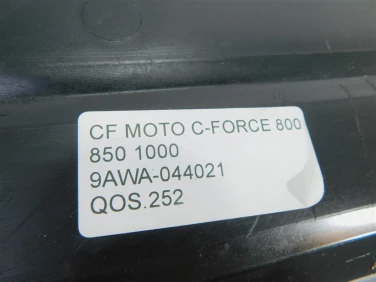 CF MOTO C-FORCE 800
850 1000
9AWA-044021
QOS.252